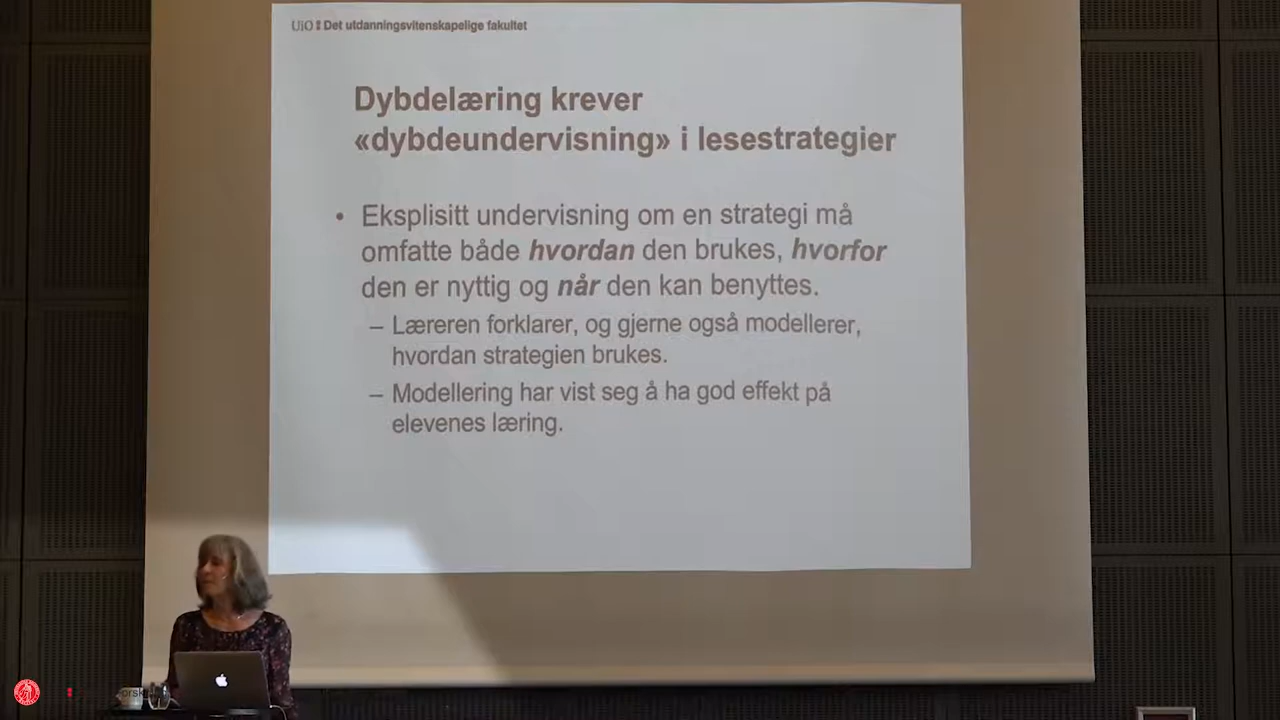 UiO Det utdanningsvitenskapelige fakultet
Dybdelæring krever
«dybdeundervisning» i lesestrategier
• Eksplisitt undervisning om en strategi må
omfatte både hvordan den brukes, hvorfor
den er nyttig og når den kan benyttes.
– Læreren forklarer, og gjerne også modellerer,
hvordan strategien brukes.
– Modellering har vist seg å ha god effekt på
elevenes læring.